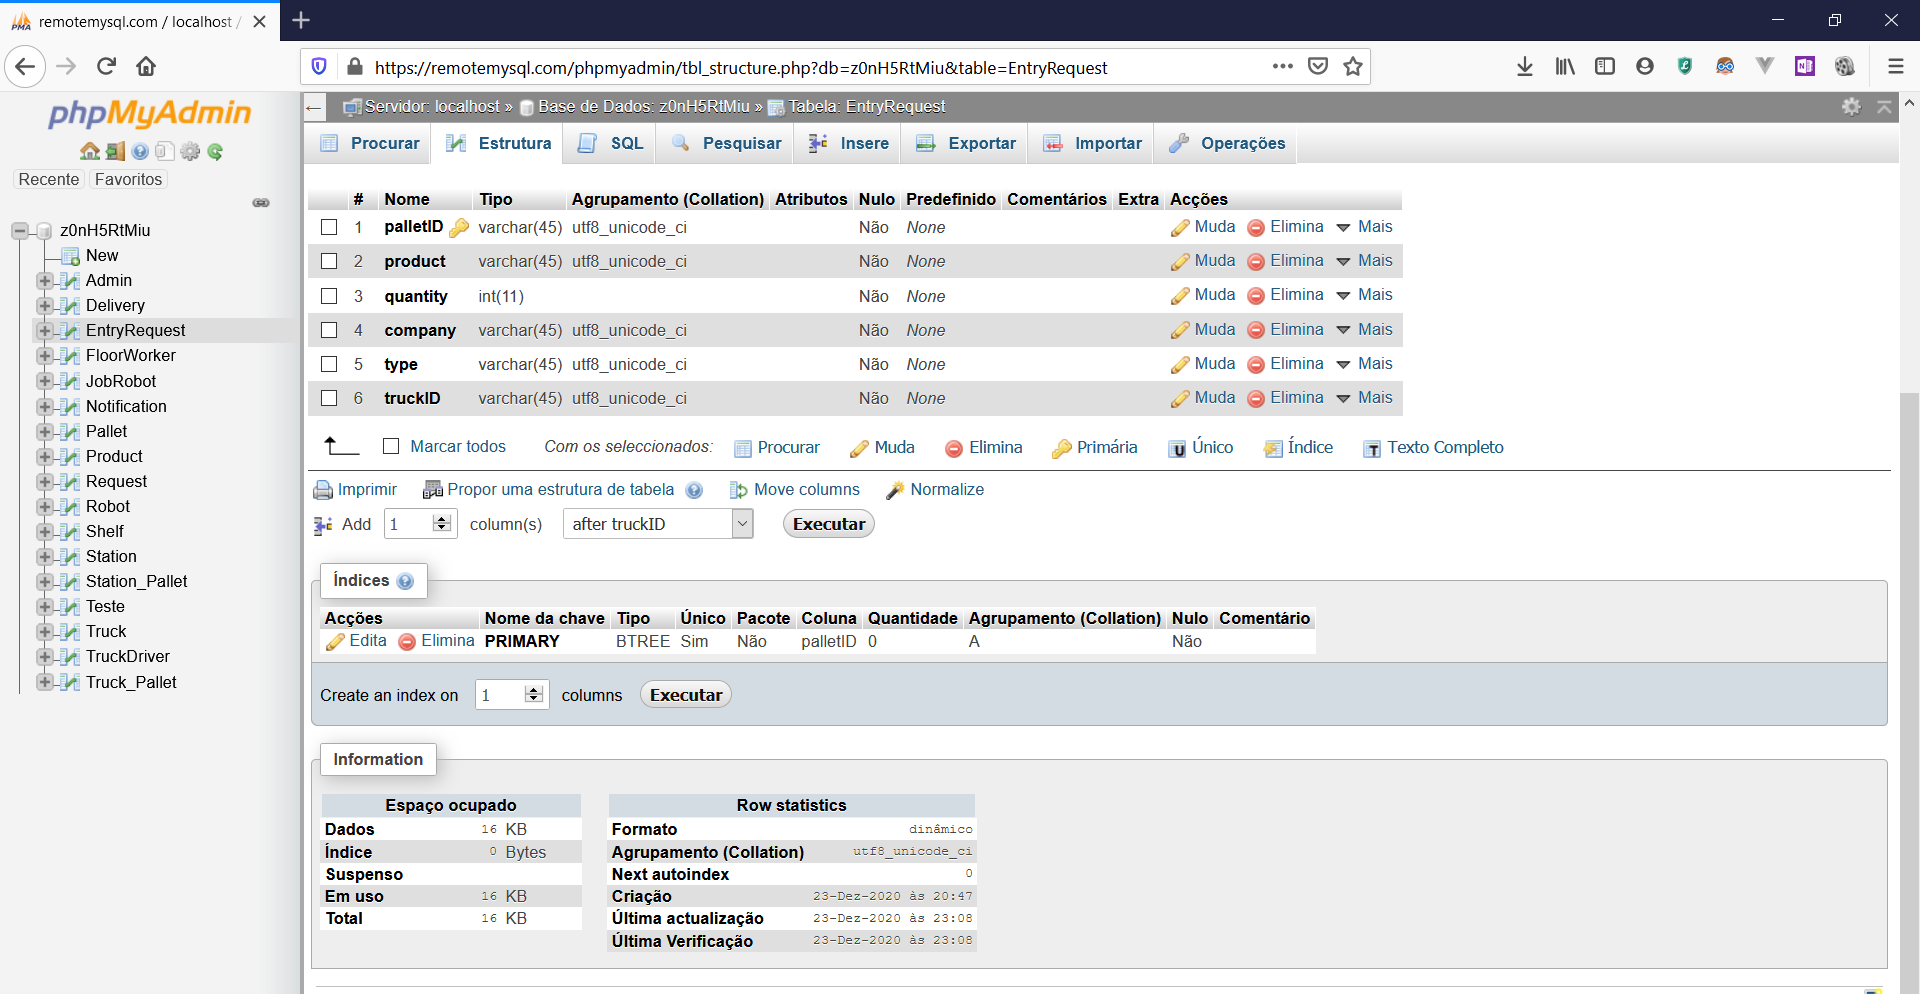 remotemysql.com / localhost /
https://remotemysql.com/phpmyadmin/tbl_structure.php?db=z0nH5RtMiu&table=EntryRequest
phpMyAdmin
Recente Favoritos
z0nH5RtMiu
New
Admin
Delivery
EntryRequest
FloorWorker
JobRobot
Notification
Pallet
Product
Request
Robot
Shelf
Station
Station_Pallet
Teste
Truck
TruckDriver
Truck_Pallet
Servidor: localhost » Base de Dados: z0nH5RtMiu » Tabela: EntryRequest
Procurar Estrutura SQL Pesquisar Insere Exportar Importar Operações
# Nome Tipo Agrupamento (Collation) Atributos Nulo Predefinido Comentários Extra Acções
1 palletID varchar(45) utf8_unicode_ci Não None Muda Elimina Mais
2 product varchar(45) utf8_unicode_ci Não None Muda Elimina Mais
3 quantity int(11) Não None Muda Elimina Mais
4 company varchar(45) utf8_unicode_ci Não None Muda Elimina Mais
5 type varchar(45) utf8_unicode_ci Não None Muda Elimina Mais
6 truckID varchar(45) utf8_unicode_ci Não None Muda Elimina Mais
Marcar todos Com os seleccionados: Procurar Muda Elimina Primária Único Índice Texto Completo
Imprimir Propor uma estrutura de tabela Move columns Normalize
Add 1 column(s) after truckID Executar
Índices
Acções Nome da chave Tipo Único Pacote Coluna Quantidade Agrupamento (Collation) Nulo Comentário
Edita Elimina PRIMARY BTREE Sim Não palletID 0 A Não
Create an index on 1 columns Executar
Information
Espaço ocupado
Dados 16 KB
Índice 0 Bytes
Suspenso
Em uso 16 KB
Total 16 KB
Row statistics
Formato dinâmico
Agrupamento (Collation) utf8_unicode_ci
Next autoindex 0
Criação 23-Dez-2020 às 20:47
Última actualização 23-Dez-2020 às 23:08
Última Verificação 23-Dez-2020 às 23:08